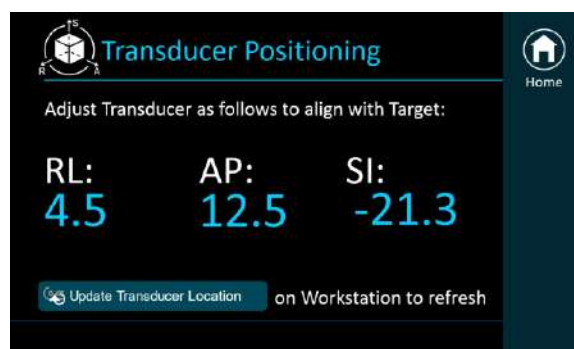 S
R
A
Transducer Positioning
Home
Adjust Transducer as follows to align with Target:
RL: AP: SI:
4.5 12.5 -21.3
Update Transducer Location on Workstation to refresh